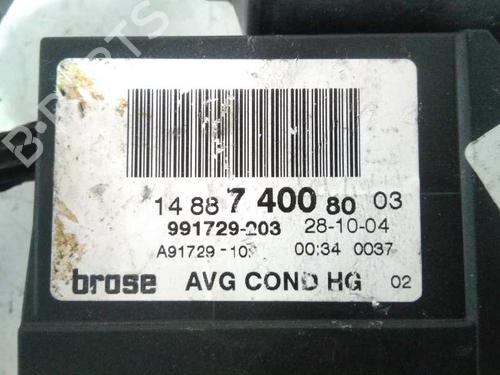 B-PARTS
14 88 7 400 80 03
991729-203 28-10-04
00:34 0037
brose AVG COND HG 02